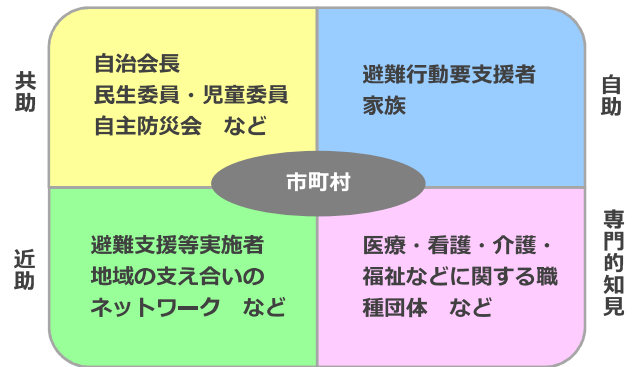 共助
自治会長
民生委員・児童委員
自主防災会　など
避難行動要支援者
家族
自助
市町村
近助
避難支援等実施者
地域の支え合いの
ネットワーク　など
医療・看護・介護・
福祉などに関する職
種団体　など
専門的知見